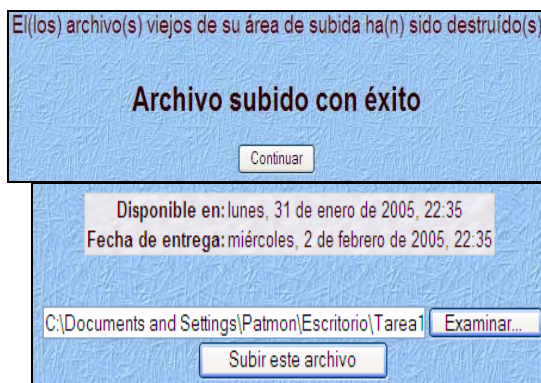 El(los) archivo(s) viejos de su área de subida ha(n) sido destruído(s)
Archivo subido con éxito
Continuar
Disponible en: lunes, 31 de enero de 2005, 22:35
Fecha de entrega: miércoles, 2 de febrero de 2005, 22:35
C:\Documents and Settings\Patmon\Escritorio\Tarea1 Examinar...
Subir este archivo